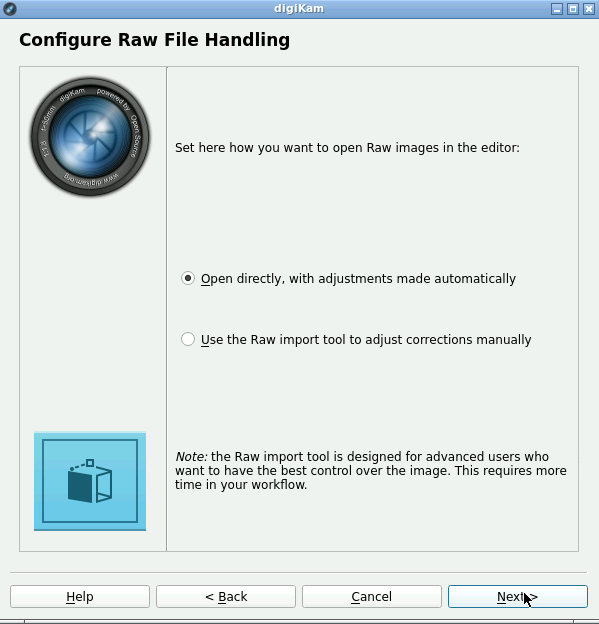 digiKam
Configure Raw File Handling
digiKam powered by Open Source
www.digikam.org
Set here how you want to open Raw images in the editor:
Open directly, with adjustments made automatically
Use the Raw import tool to adjust corrections manually
Note: the Raw import tool is designed for advanced users who
want to have the best control over the image. This requires more
time in your workflow.
Help
< Back
Cancel
Next >